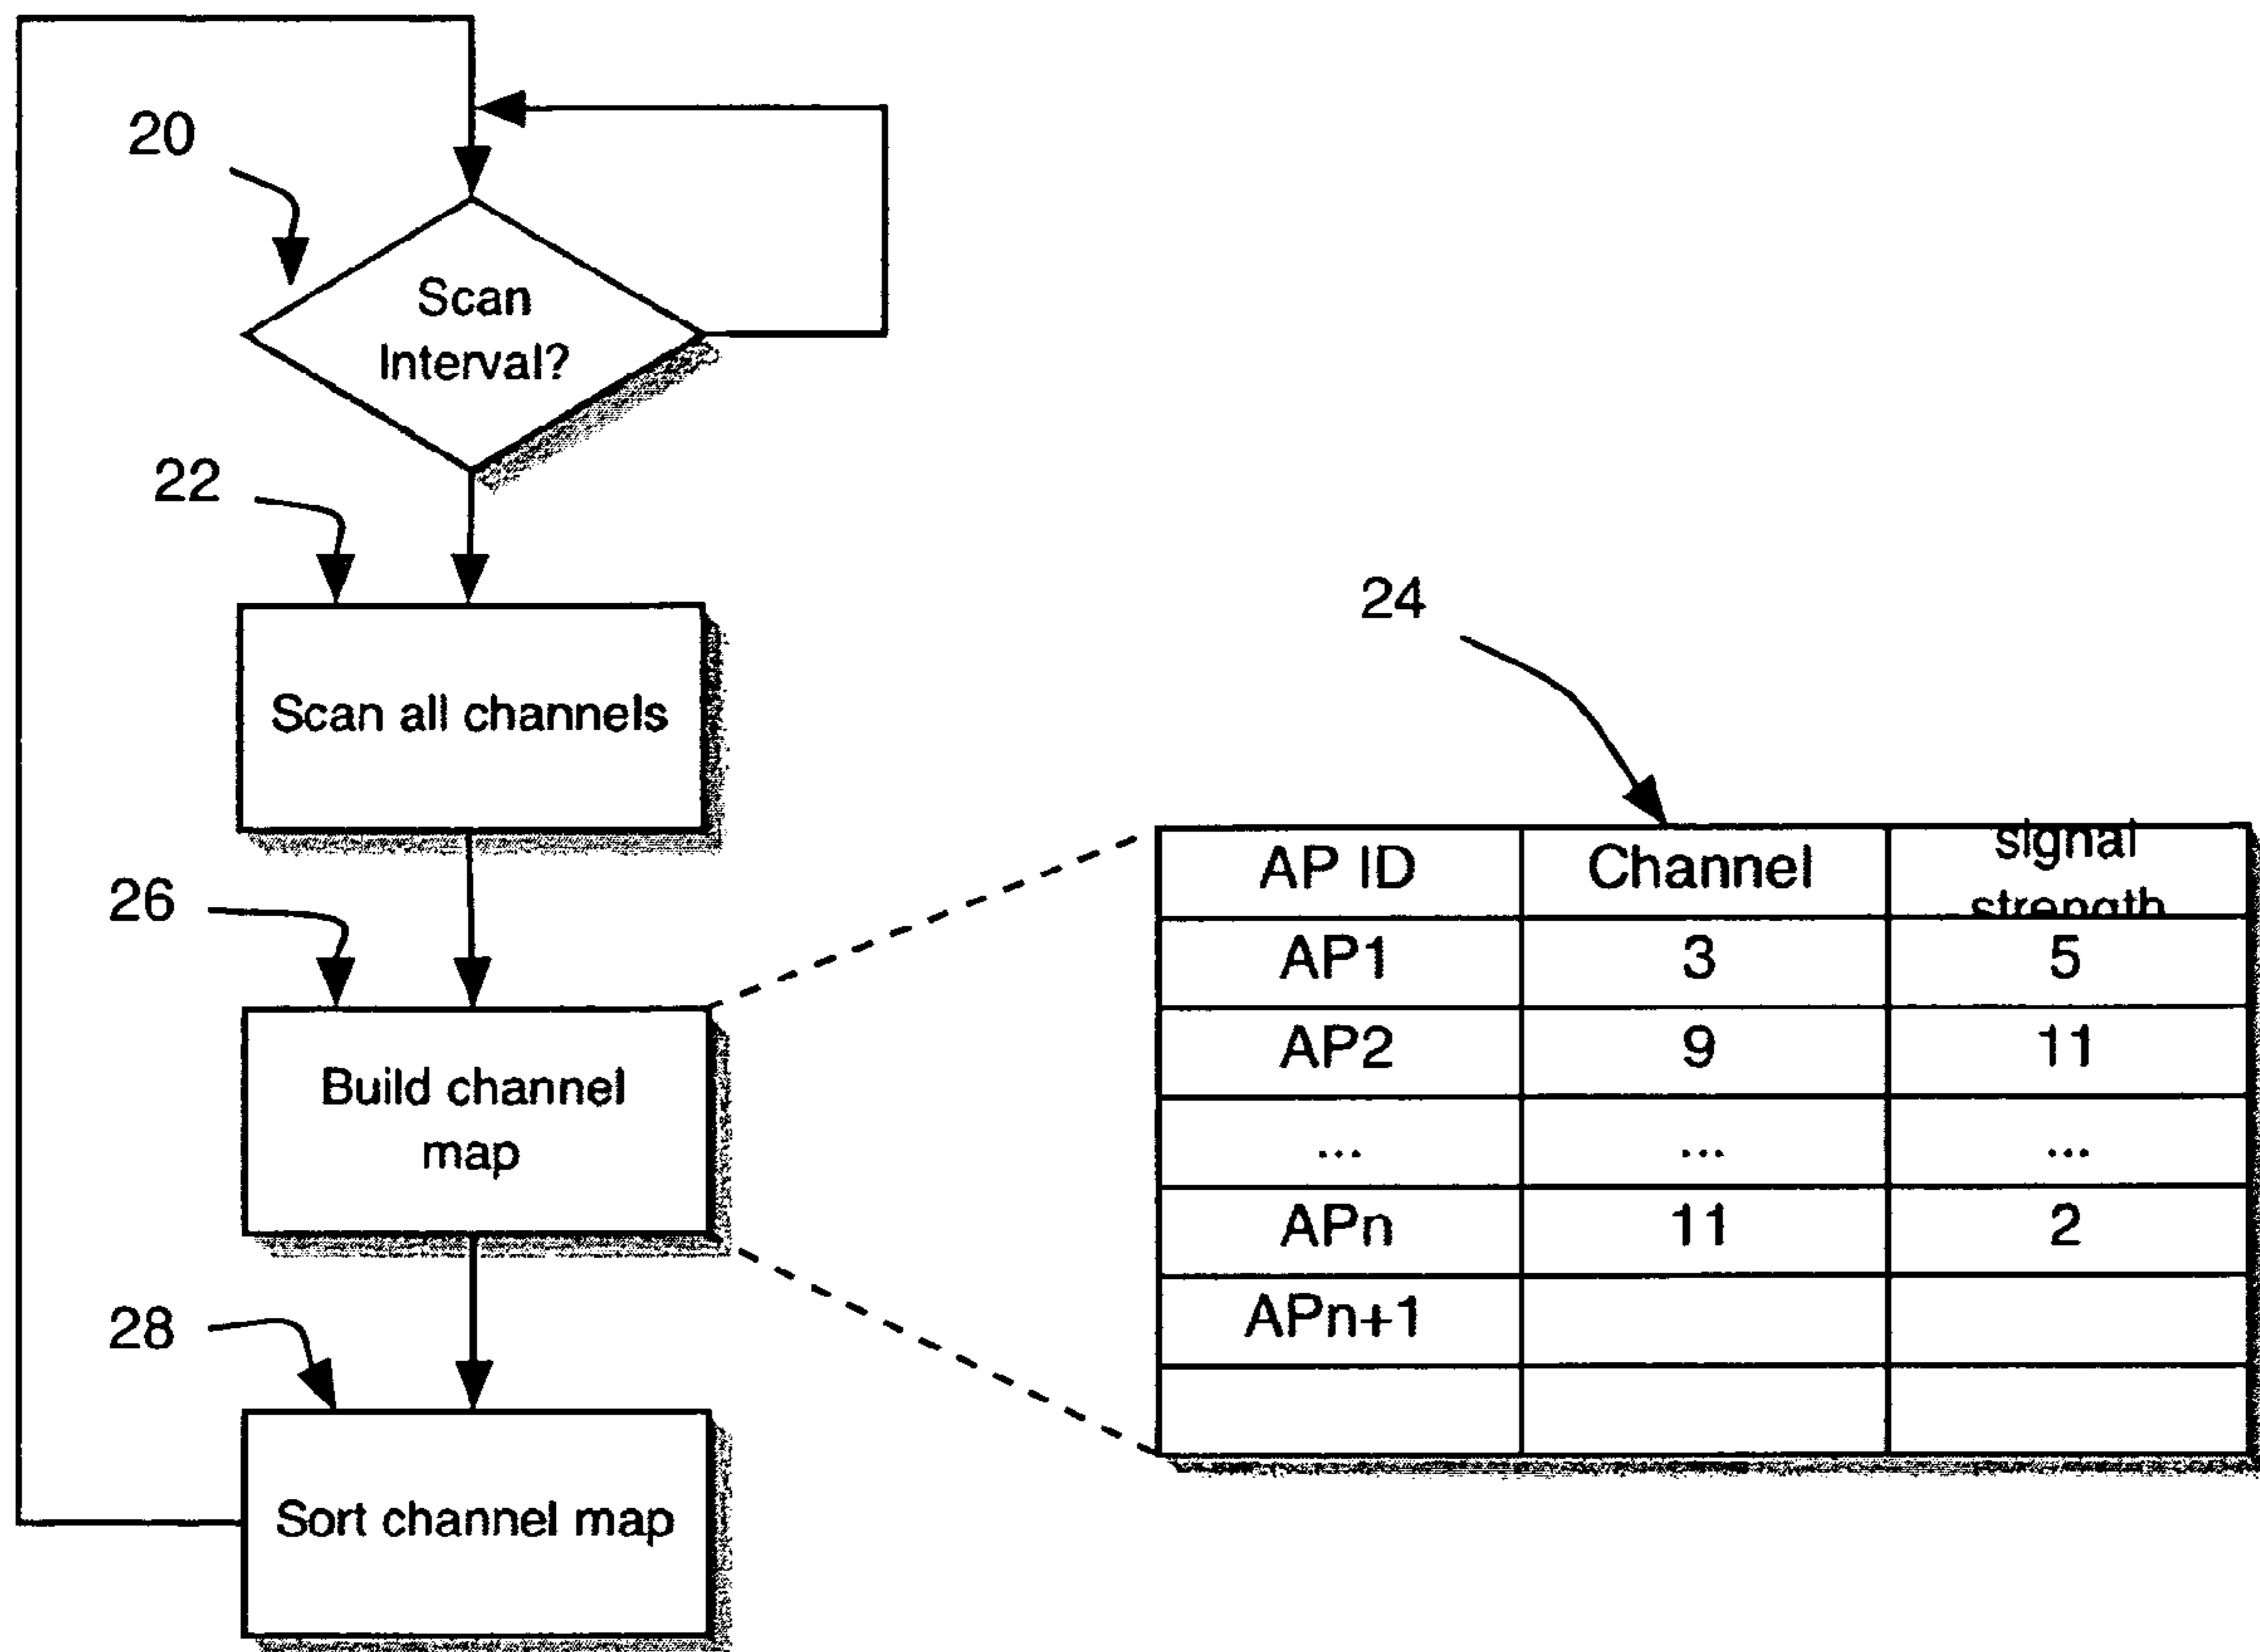 20
Scan
Interval?
22
Scan all channels
24
26
Build channel
map
28
Sort channel map
AP ID Channel signal
strength
AP1 3 5
AP2 9 11
... ... ...
APn 11 2
APn+1